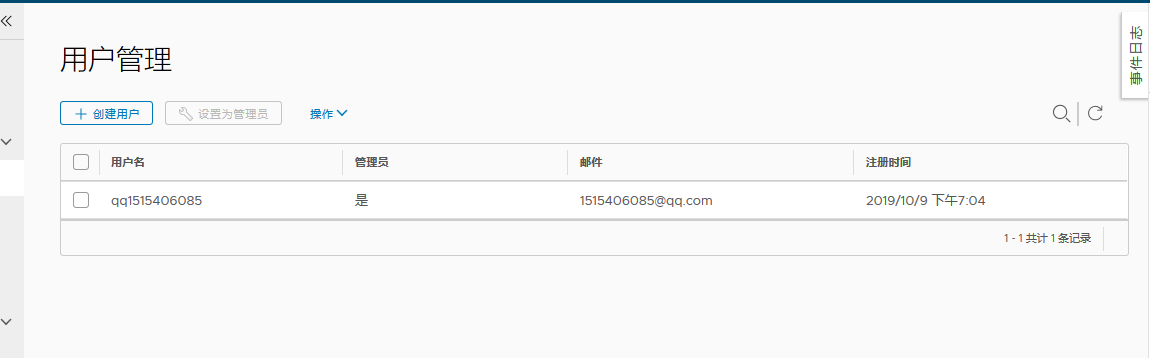 事件日志
用户管理
创建用户 设置为管理员 操作
用户名 管理员 邮件 注册时间
qq1515406085 是 1515406085@qq.com 2019/10/9 下午7:04
1 - 1 共计 1 条记录